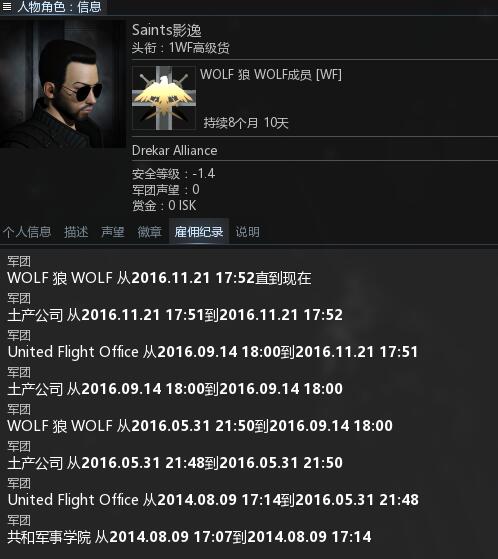 人物角色：信息
Saints影逸
头衔：1WF高级货
WOLF 狼 WOLF成员 [WF]
持续8个月 10天
Drekar Alliance
安全等级：-1.4
军团声望：0
赏金：0 ISK
个人信息 描述 声望 徽章 雇佣纪录 说明
军团
WOLF 狼 WOLF 从2016.11.21 17:52直到现在
军团
土产公司 从2016.11.21 17:51到2016.11.21 17:52
军团
United Flight Office 从2016.09.14 18:00到2016.11.21 17:51
军团
土产公司 从2016.09.14 18:00到2016.09.14 18:00
军团
WOLF 狼 WOLF 从2016.05.31 21:50到2016.09.14 18:00
军团
土产公司 从2016.05.31 21:48到2016.05.31 21:50
军团
United Flight Office 从2014.08.09 17:14到2016.05.31 21:48
军团
共和军事学院 从2014.08.09 17:07到2014.08.09 17:14